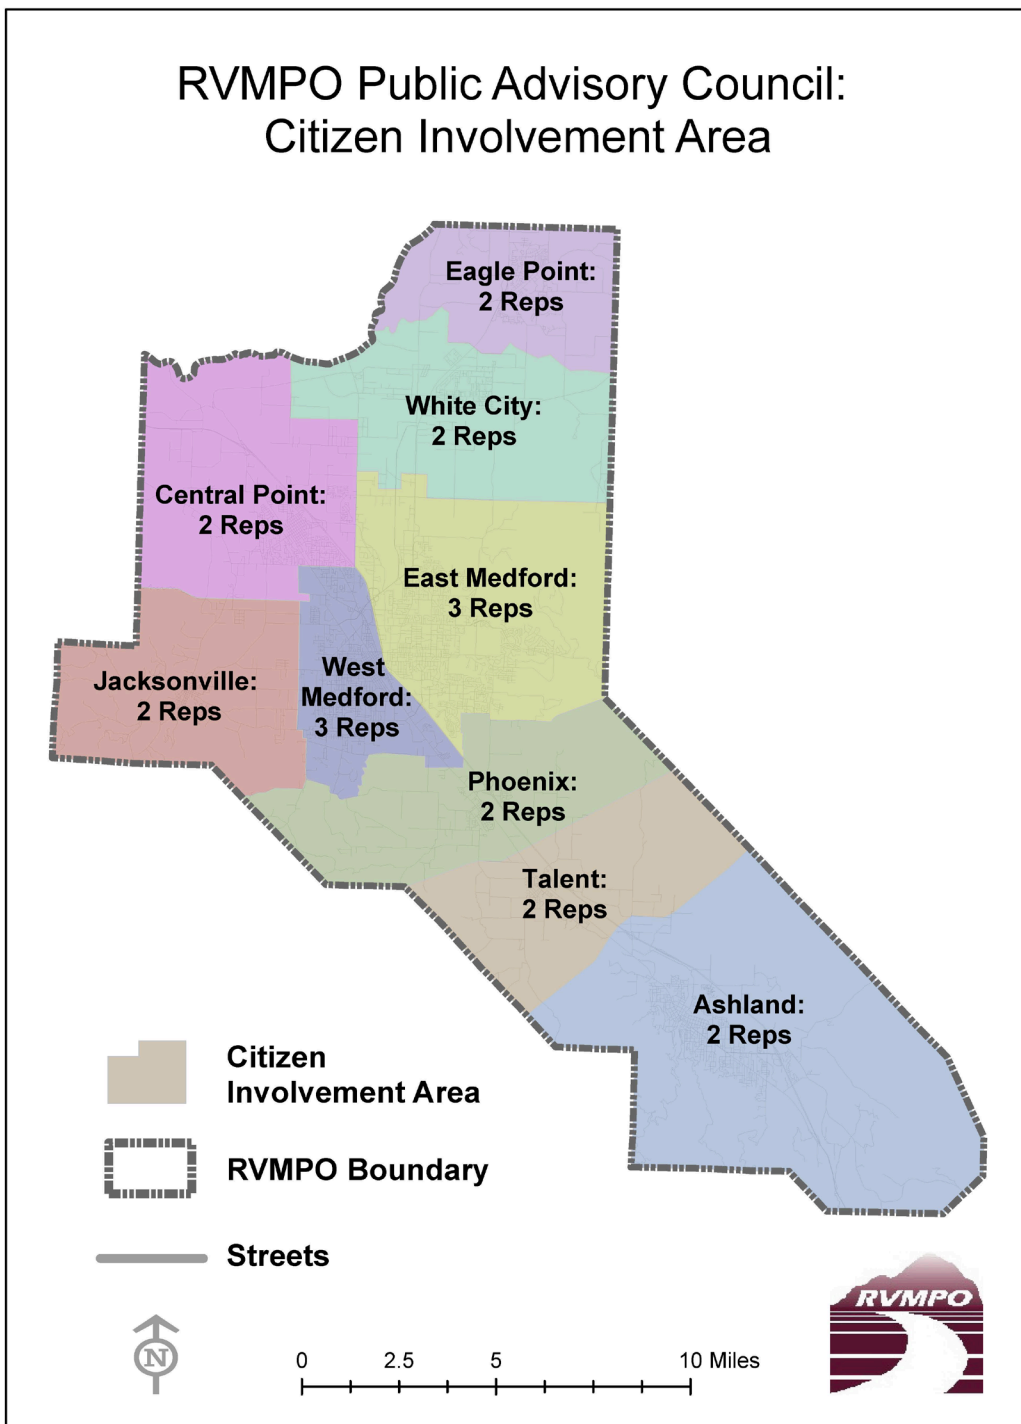 RVMPO Public Advisory Council:
Citizen Involvement Area
Eagle Point:
2 Reps
White City:
2 Reps
Central Point:
2 Reps
East Medford:
3 Reps
West
Medford:
3 Reps
Jacksonville:
2 Reps
Phoenix:
2 Reps
Talent:
2 Reps
Ashland:
2 Reps
Citizen
Involvement Area
RVMPO Boundary
Streets
N
0 2.5 5 10 Miles
RVMPO